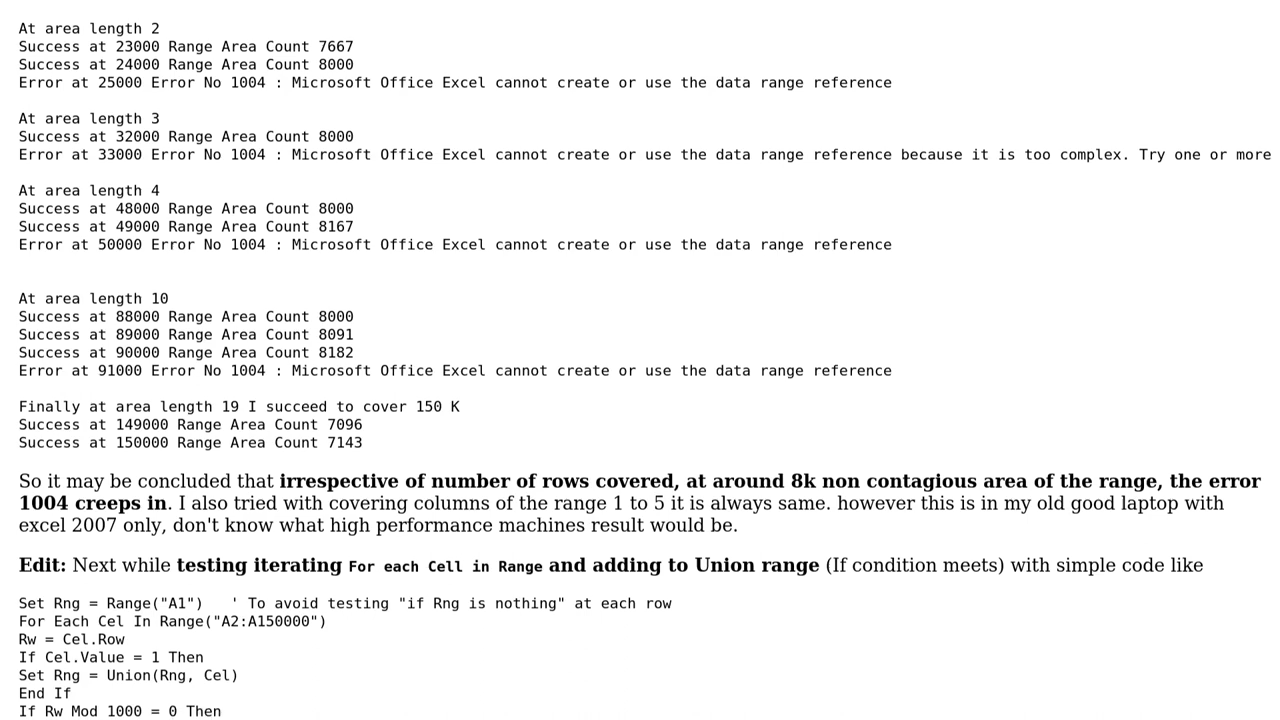 At area length 2
Success at 23000 Range Area Count 7667
Success at 24000 Range Area Count 8000
Error at 25000 Error No 1004 : Microsoft Office Excel cannot create or use the data range reference
At area length 3
Success at 32000 Range Area Count 8000
Error at 33000 Error No 1004 : Microsoft Office Excel cannot create or use the data range reference because it is too complex. Try one or more
At area length 4
Success at 48000 Range Area Count 8000
Success at 49000 Range Area Count 8167
Error at 50000 Error No 1004 : Microsoft Office Excel cannot create or use the data range reference
At area length 10
Success at 88000 Range Area Count 8000
Success at 89000 Range Area Count 8091
Success at 90000 Range Area Count 8182
Error at 91000 Error No 1004 : Microsoft Office Excel cannot create or use the data range reference
Finally at area length 19 I succeed to cover 150 K
Success at 149000 Range Area Count 7096
Success at 150000 Range Area Count 7143
So it may be concluded that irrespective of number of rows covered, at around 8k non contagious area of the range, the error
1004 creeps in. I also tried with covering columns of the range 1 to 5 it is always same. however this is in my old good laptop with
excel 2007 only, don't know what high performance machines result would be.
Edit: Next while testing iterating For each Cell in Range and adding to Union range (If condition meets) with simple code like
Set Rng = Range("A1")   ' To avoid testing "if Rng is nothing" at each row
For Each Cel In Range("A2:A150000")
Rw = Cel.Row
If Cel.Value = 1 Then
Set Rng = Union(Rng, Cel)
End If
If Rw Mod 1000 = 0 Then